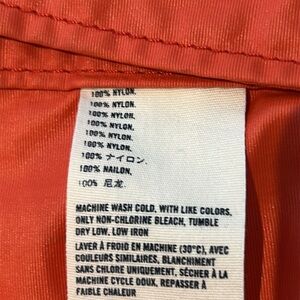 100% NYLON.
100% NYLON.
100% NYLON.
100% NYLON.
100% NYLON.
100% NYLON.
100% ナイロン.
100% NAILON.
100% 尼龙.
MACHINE WASH COLD, WITH LIKE COLORS.
ONLY NON-CHLORINE BLEACH, TUMBLE
DRY LOW. LOW IRON
LAVER À FROID EN MACHINE (30°C), AVEC
COULEURS SIMILAIRES, BLANCHIMENT
SANS CHLORE UNIQUEMENT, SÉCHER À LA
MACHINE CYCLE DOUX, REPASSER À
FAIBLE CHALEUR